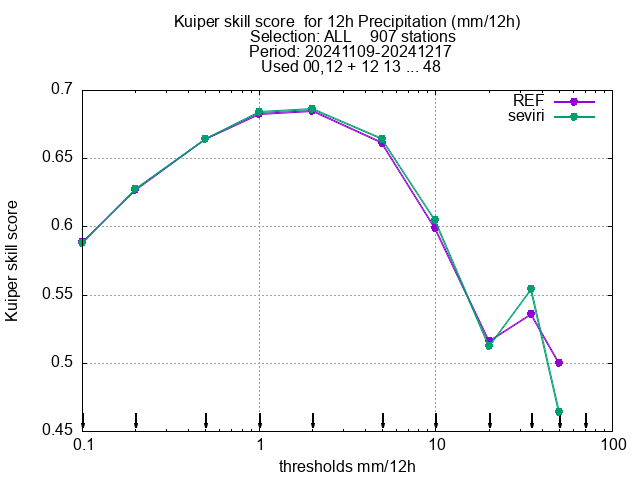 Kuiper skill score  for 12h Precipitation (mm/12h)
Selection: ALL    907 stations
Period: 20241109-20241217
Used 00,12 + 12 13 ... 48
REF
seviri
0.7
0.65
0.6
0.55
0.5
0.45
Kuiper skill score
0.1
1
10
100
thresholds mm/12h